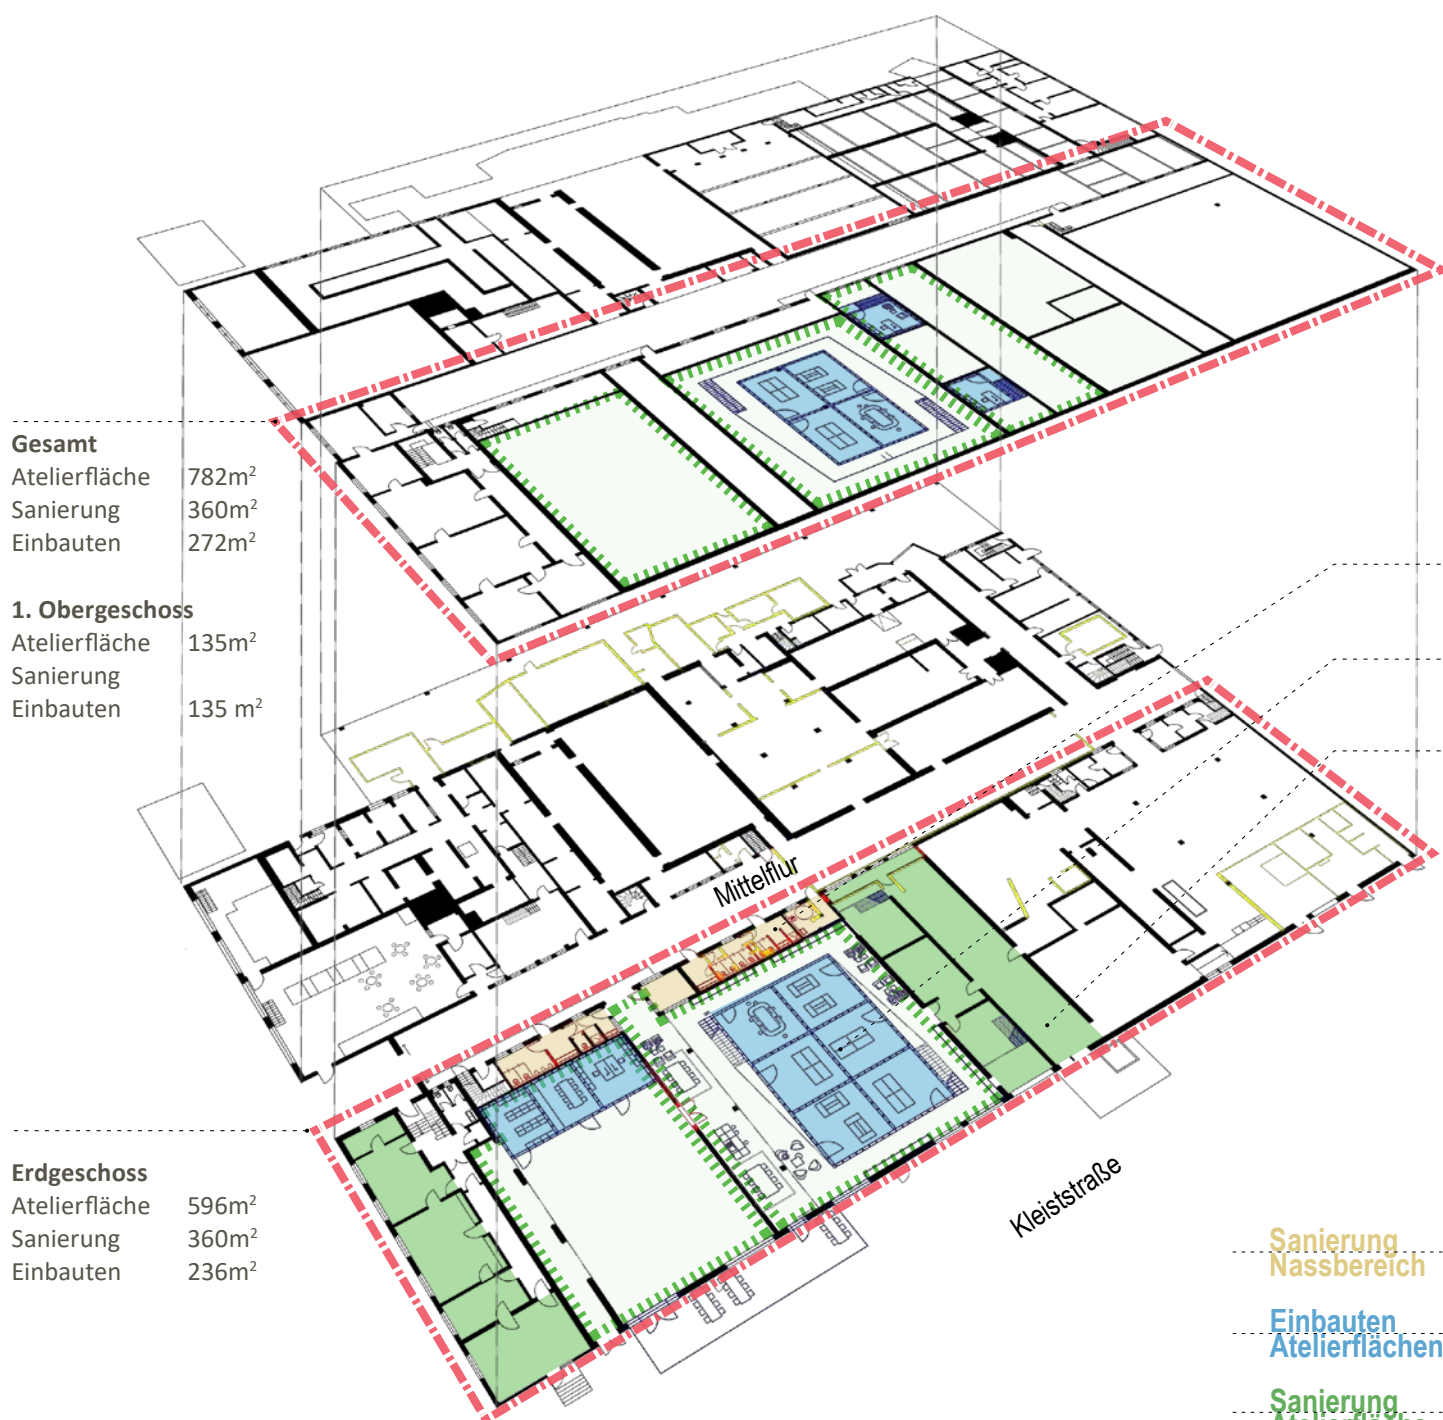 Gesamt
Atelierfläche 782m²
Sanierung 360m²
Einbauten 272m²
1. Obergeschoss
Atelierfläche 135m²
Sanierung
Einbauten 135 m²
Mittelflur
Kleiststraße
Erdgeschoss
Atelierfläche 596m²
Sanierung 360m²
Einbauten 236m²
Sanierung
Nassbereich
Einbauten
Atelierflächen
Sanierung